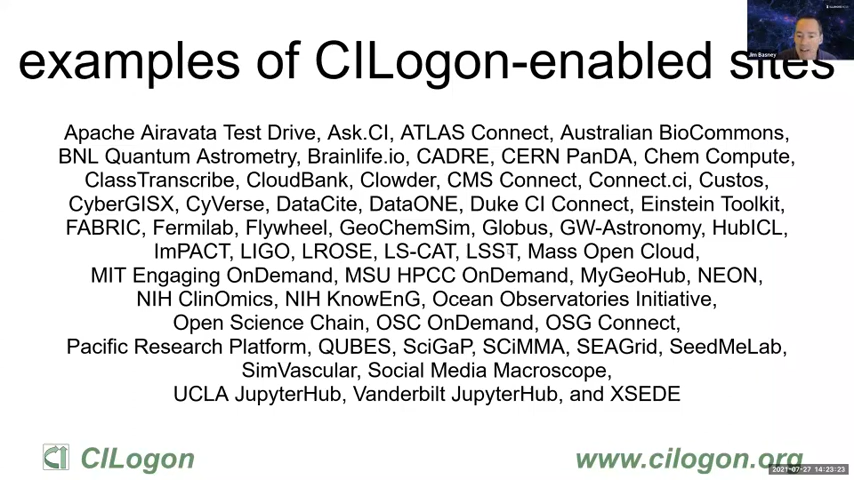 examples of CILogon-enabled sites
Jim Basney
Apache Airavata Test Drive, Ask.CI, ATLAS Connect, Australian BioCommons,
BNL Quantum Astrometry, Brainlife.io, CADRE, CERN PanDA, Chem Compute,
ClassTranscribe, CloudBank, Clowder, CMS Connect, Connect.ci, Custos,
CyberGISX, CyVerse, DataCite, DataONE, Duke CI Connect, Einstein Toolkit,
FABRIC, Fermilab, Flywheel, GeoChemSim, Globus, GW-Astronomy, HubICL,
ImPACT, LIGO, LROSE, LS-CAT, LSST, Mass Open Cloud,
MIT Engaging OnDemand, MSU HPCC OnDemand, MyGeoHub, NEON,
NIH ClinOmics, NIH KnowEnG, Ocean Observatories Initiative,
Open Science Chain, OSC OnDemand, OSG Connect,
Pacific Research Platform, QUBES, SciGaP, SCiMMA, SEAGrid, SeedMeLab,
SimVascular, Social Media Macroscope,
UCLA JupyterHub, Vanderbilt JupyterHub, and XSEDE
CILogon
www.cilogon.org
2021-07-27 14:23:23